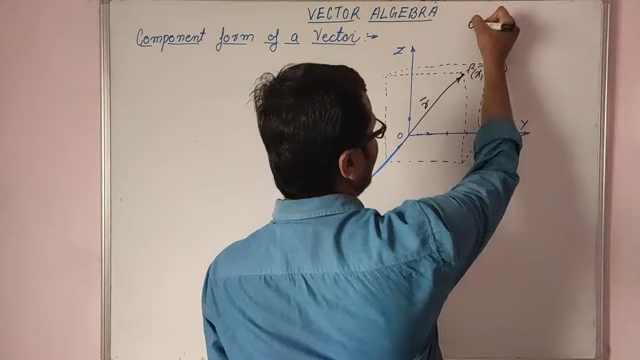 VECTOR ALGEBRA
Component form of a Vector :→
Z
r̄
O
Y